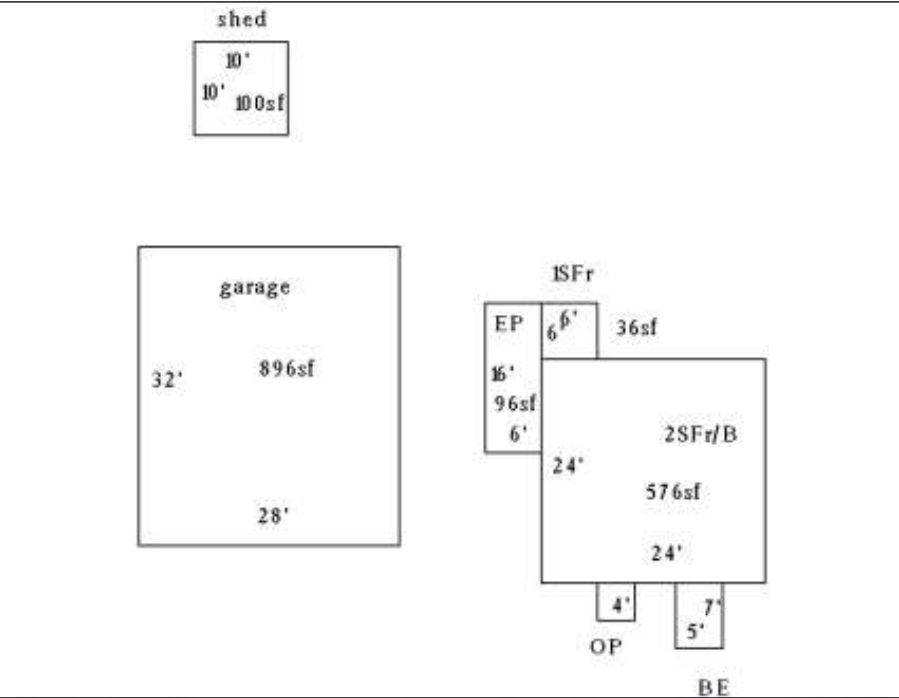 shed
10'
10' 100sf
garage
896sf
32'
28'
1SFr
EP
6 6'
36sf
16'
96sf
6'
2SFr/B
24'
576sf
24'
4'
7'
5'
OP
BE